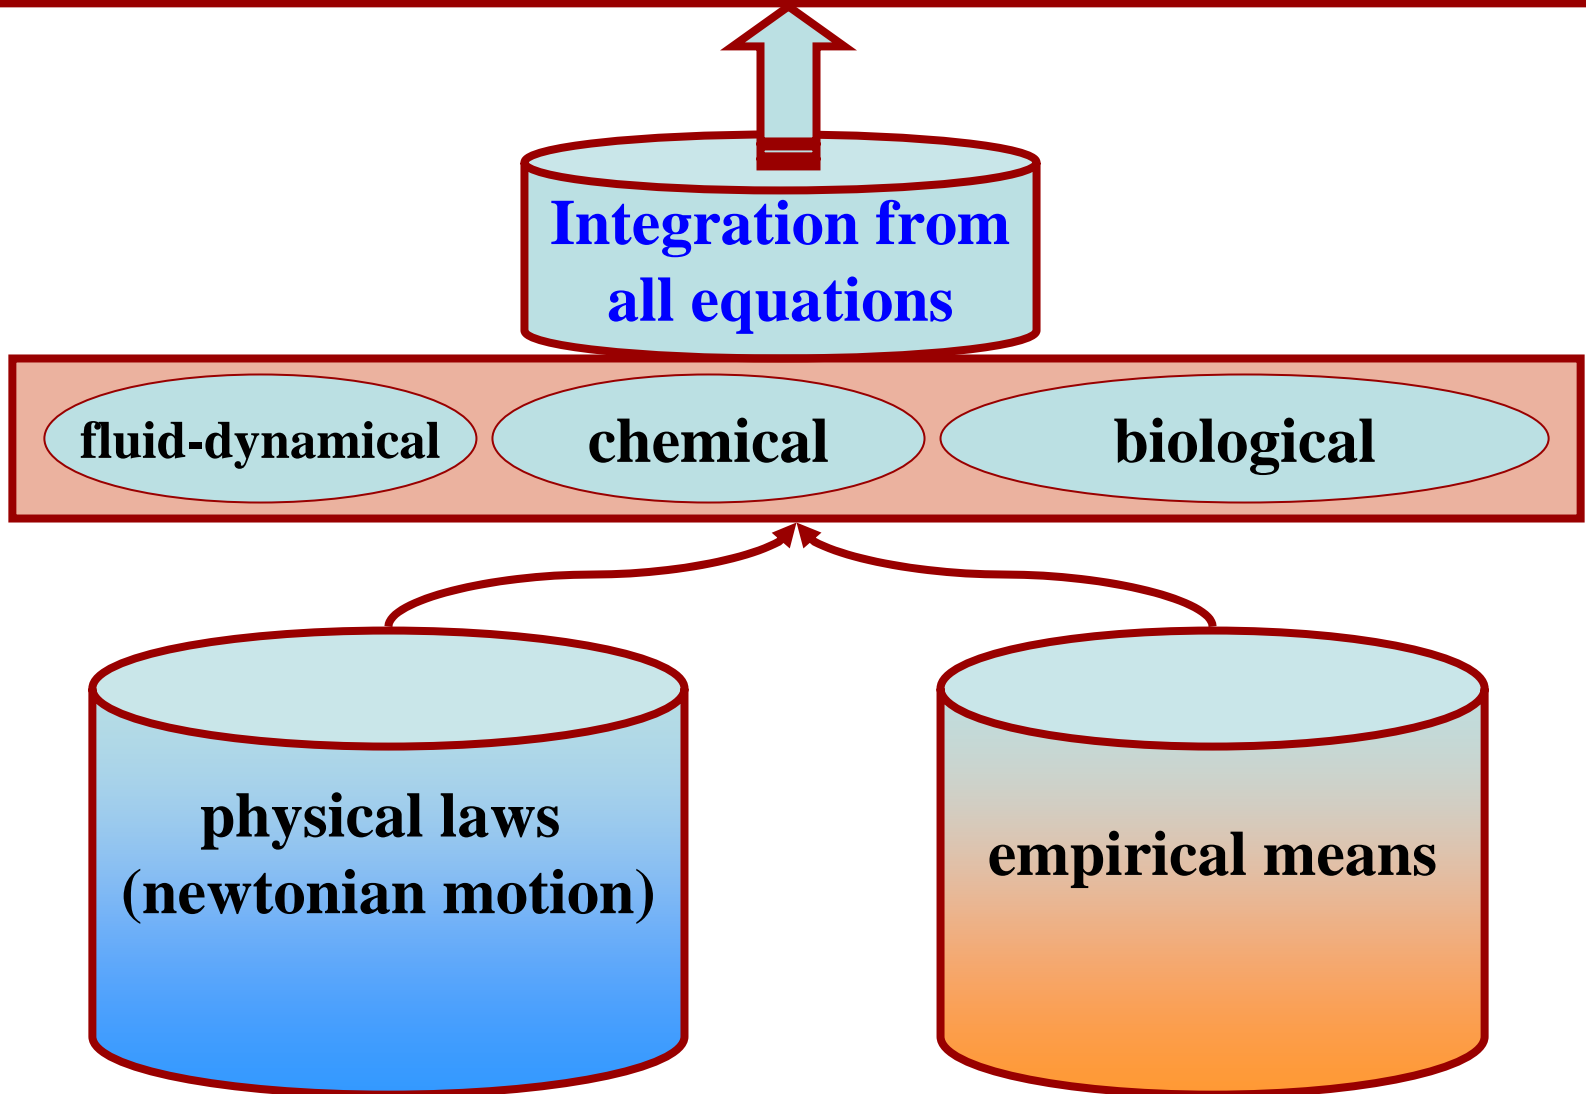 Integration from
all equations
fluid-dynamical
chemical
biological
physical laws
(newtonian motion)
empirical means